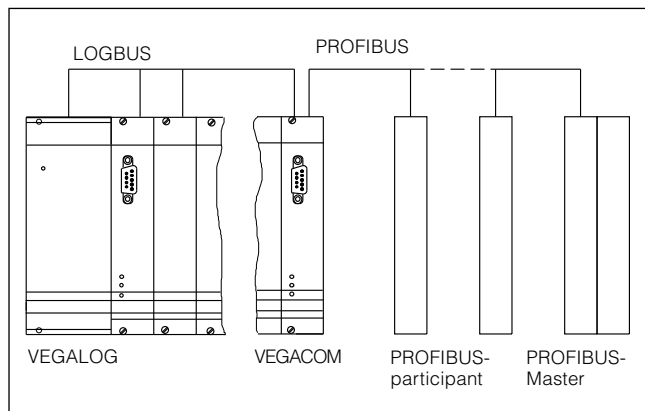 LOGBUS
PROFIBUS
VEGALOG
VEGACOM
PROFIBUS-
participant
PROFIBUS-
Master